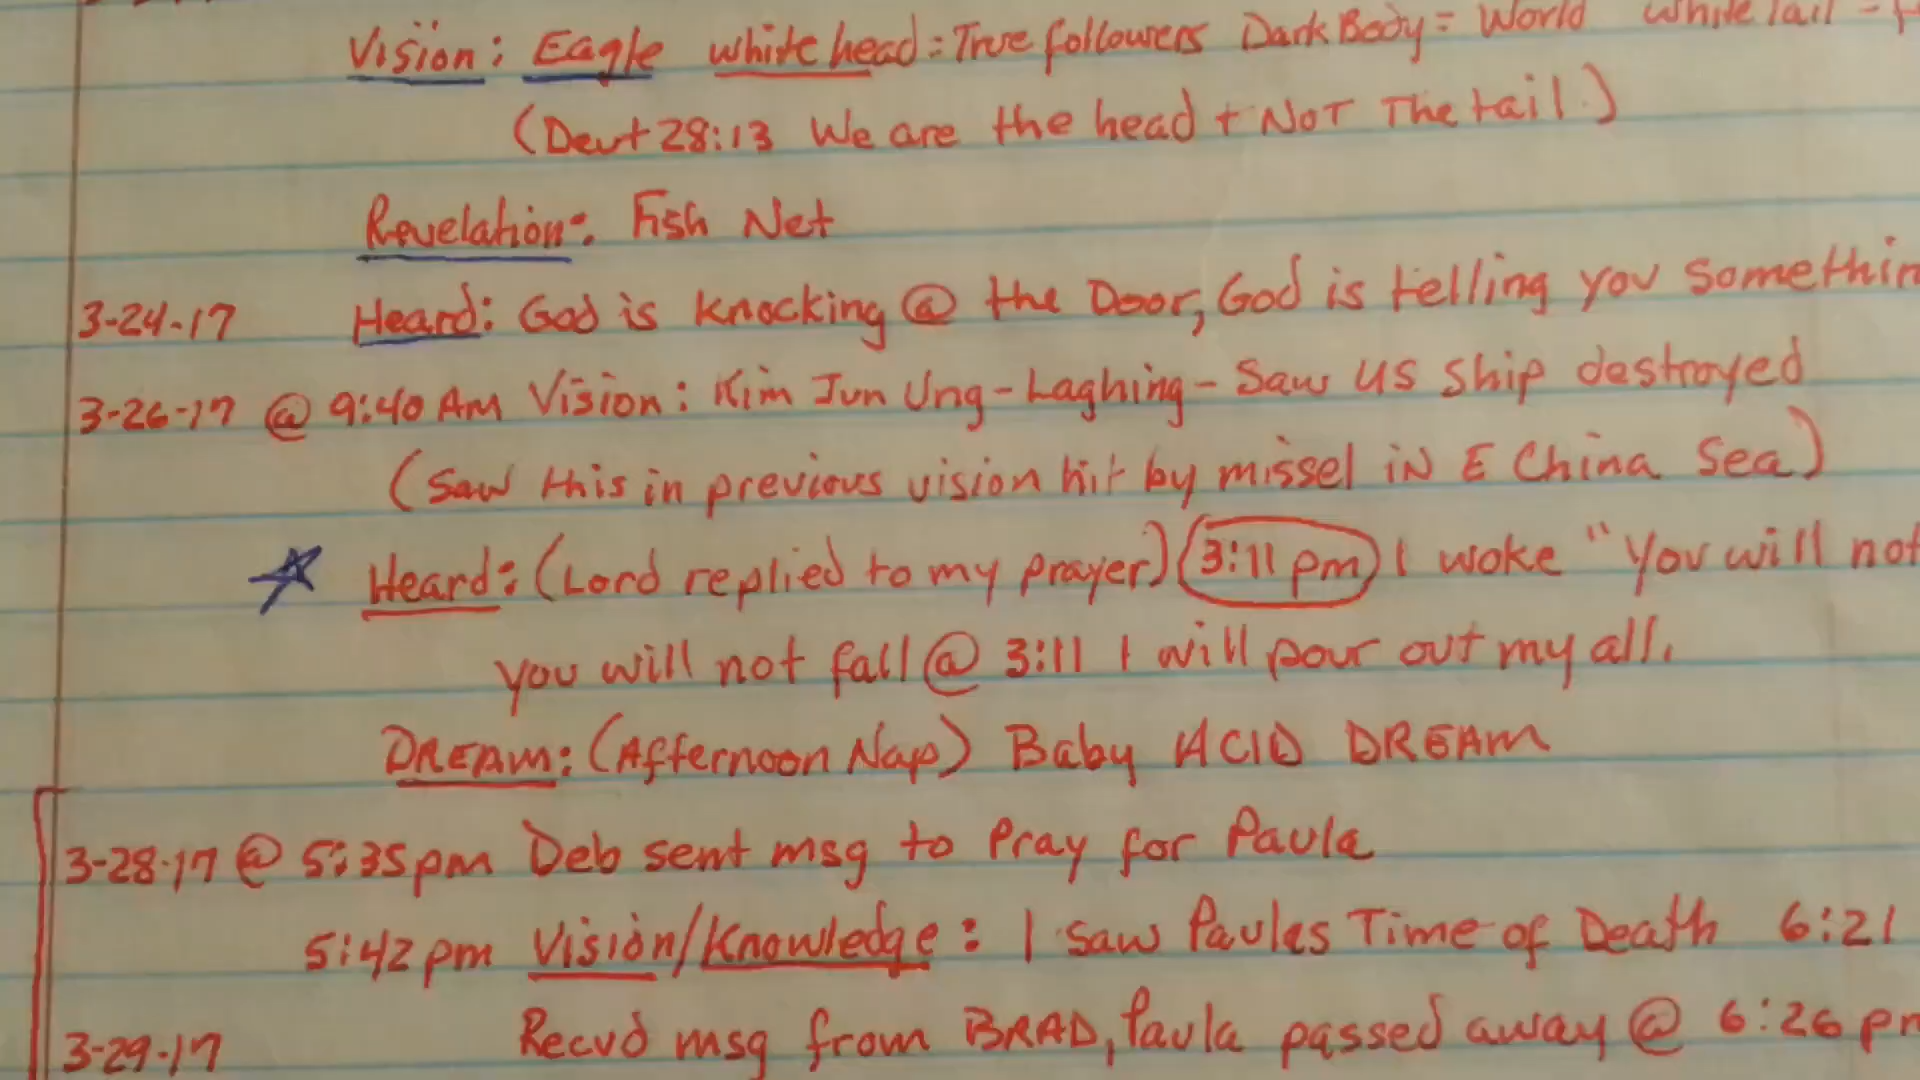 Vision: Eagle white head = True followers Dark Body = World White Tail -
(Deut 28:13 We are the head + NOT The tail.)
Revelation: Fish Net
3-24-17 Heard: God is knocking @ the Door, God is telling you Somethin
3-26-17 @ 9:40 AM Vision: Kim Jun Ung - Laghing - Saw US Ship destroyed
(Saw this in previous vision hit by missel in E China Sea)
Heard: (Lord replied to my prayer) 3:11 pm I woke "You will not
you will not fall @ 3:11 I will pour out my all.
DREAM: (Afternoon Nap) Baby ACID DREAM
3-28-17 @ 5:35pm Deb sent msg to Pray for Paula
5:42 pm Vision/Knowledge: I saw Paulas Time of Death 6:21
3-29-17 Recvd msg from BRAD, Paula passed away @ 6:26 pm